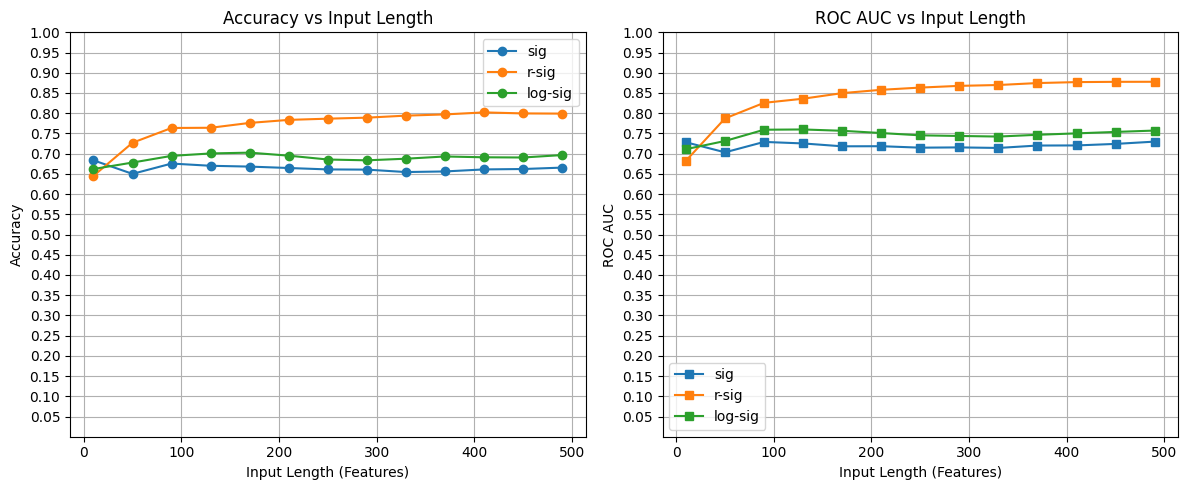 Accuracy vs Input Length
1.00
0.95
0.90
0.85
0.80
0.75
0.70
0.65
0.60
0.55
0.50
0.45
0.40
0.35
0.30
0.25
0.20
0.15
0.10
0.05
Accuracy
sig
r-sig
log-sig
0 100 200 300 400 500
Input Length (Features)
ROC AUC vs Input Length
1.00
0.95
0.90
0.85
0.80
0.75
0.70
0.65
0.60
0.55
0.50
0.45
0.40
0.35
0.30
0.25
0.20
0.15
0.10
0.05
ROC AUC
sig
r-sig
log-sig
0 100 200 300 400 500
Input Length (Features)